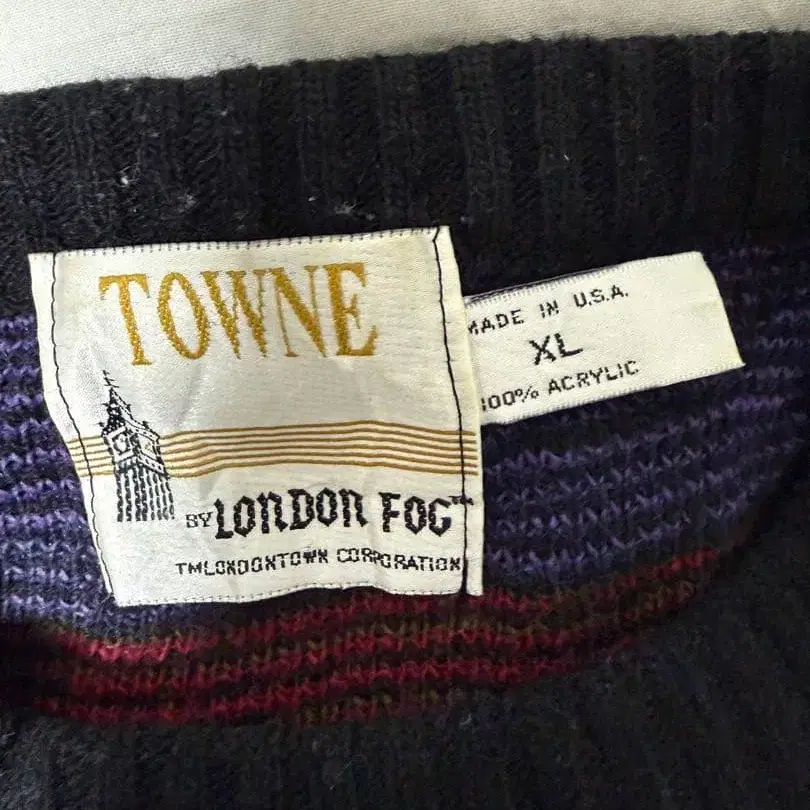 TOWNE
BY LONDON FOG™
TMLONDONTOWN CORPORATION
MADE IN U.S.A.
XL
100% ACRYLIC